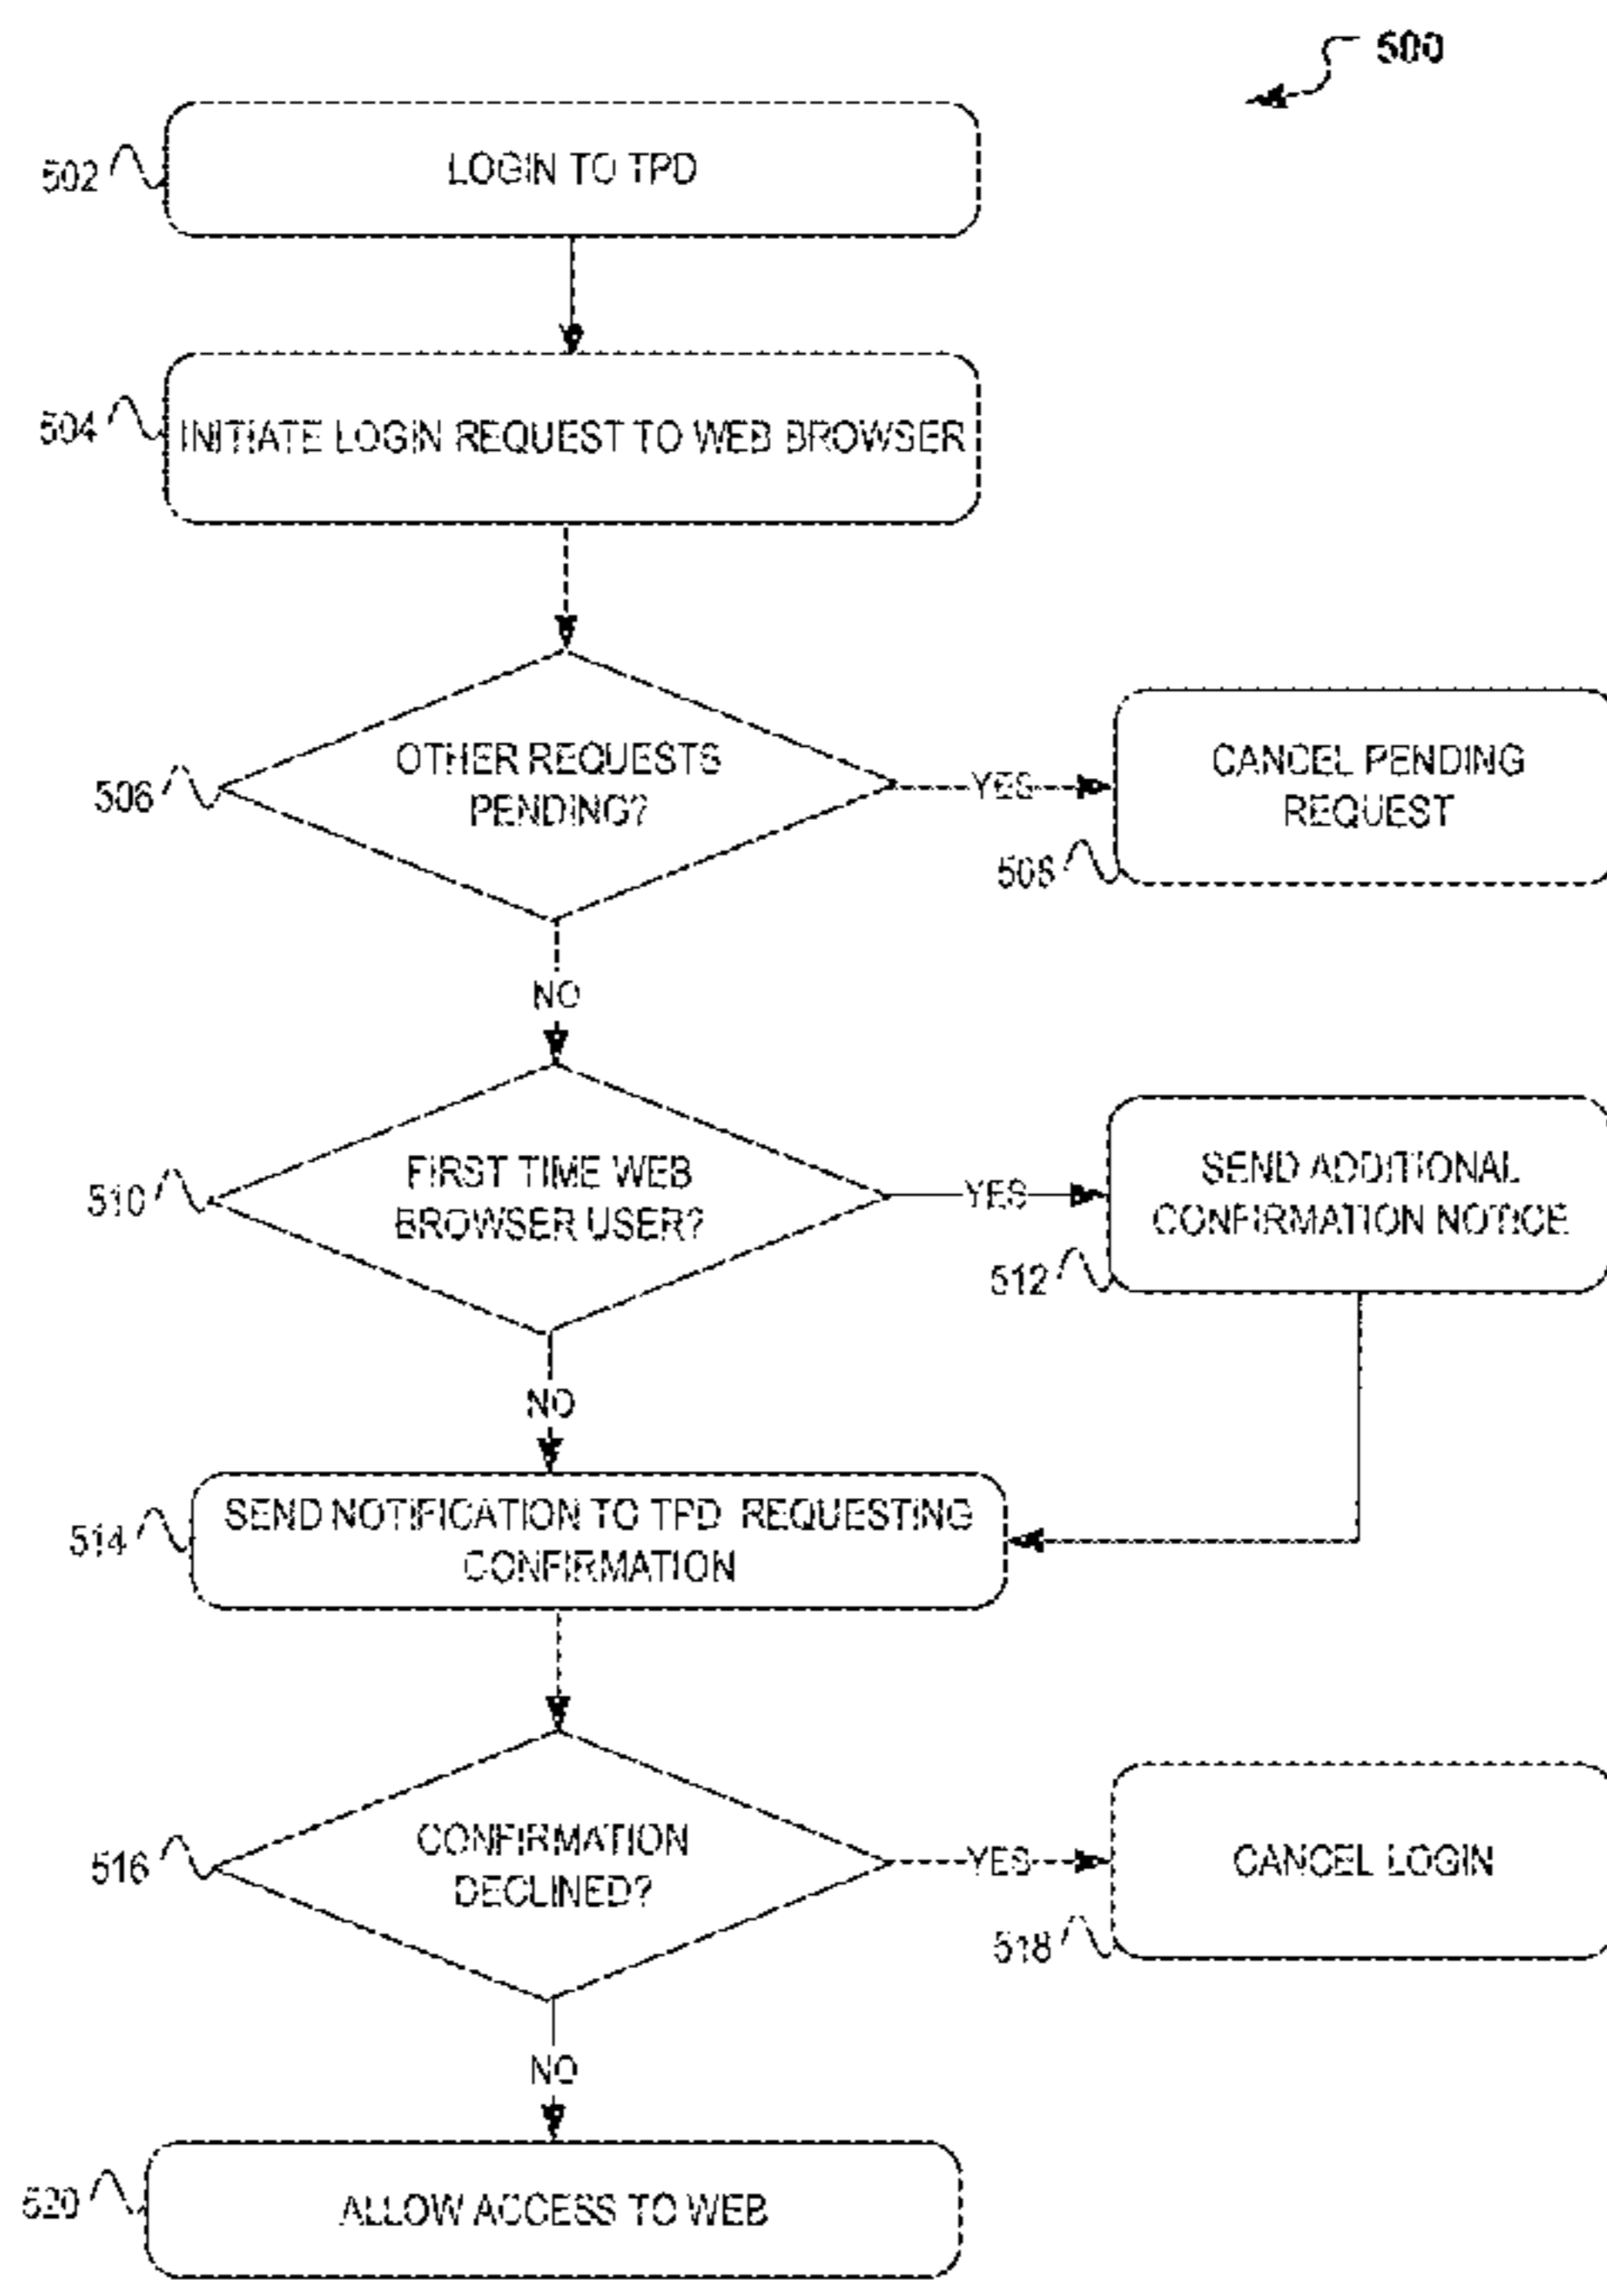 500
502
LOGIN TO TPD
504
INITIATE LOGIN REQUEST TO WEB BROWSER
506
OTHER REQUESTS
PENDING?
YES
CANCEL PENDING
REQUEST
508
NO
510
FIRST TIME WEB
BROWSER USER?
YES
SEND ADDITIONAL
CONFIRMATION NOTICE
512
NO
514
SEND NOTIFICATION TO TPD REQUESTING
CONFIRMATION
516
CONFIRMATION
DECLINED?
YES
CANCEL LOGIN
518
NO
520
ALLOW ACCESS TO WEB